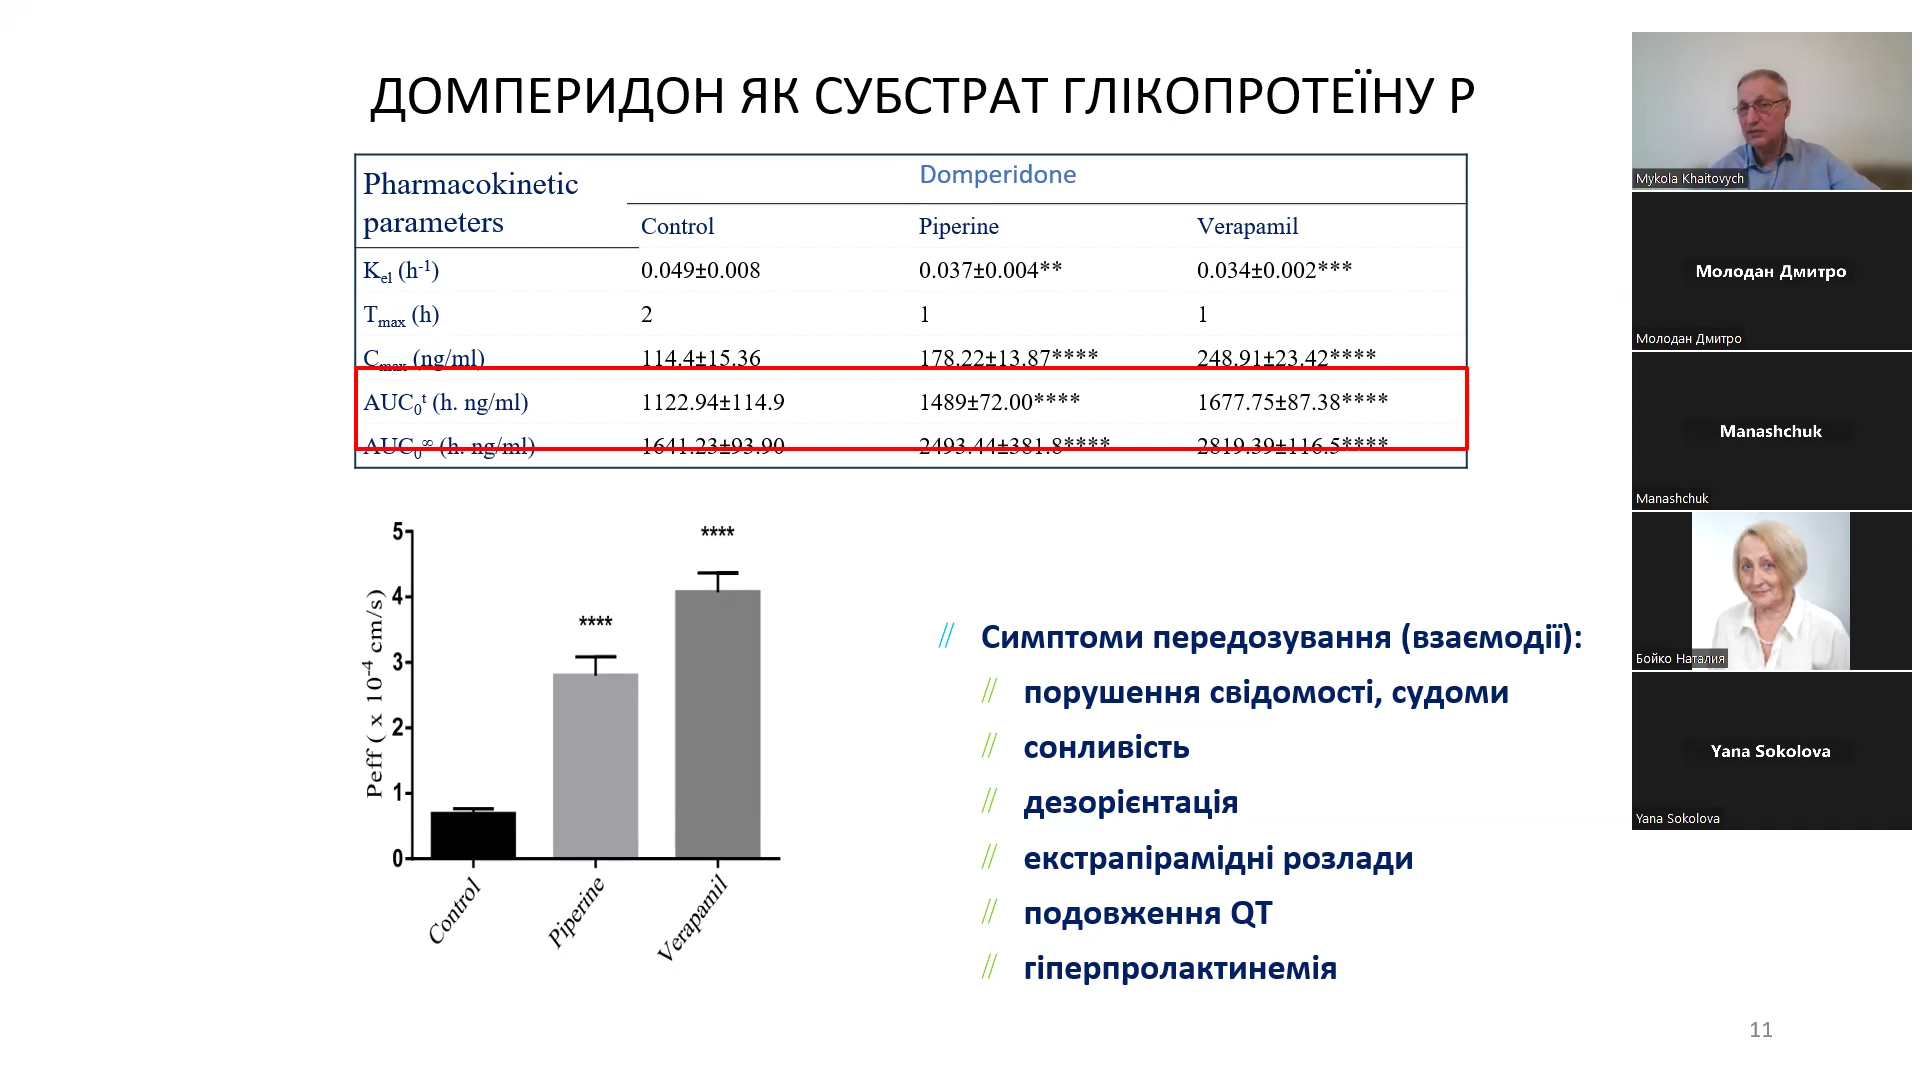 ДОМПЕРИДОН ЯК СУБСТРАТ ГЛІКОПРОТЕЇНУ Р
Pharmacokinetic parameters Domperidone
Control Piperine Verapamil
Kel (h-1) 0.049±0.008 0.037±0.004** 0.034±0.002***
Tmax (h) 2 1 1
Cmax (ng/ml) 114.4±15.36 178.22±13.87**** 248.91±23.42****
AUC0t (h. ng/ml) 1122.94±114.9 1489±72.00**** 1677.75±87.38****
AUC0∞ (h. ng/ml) 1641.23±93.90 2493.44±381.8**** 2819.39±116.5****
Peff ( x 10-4 cm/s)
5
4
3
2
1
0
****
****
Control
Piperine
Verapamil
Симптоми передозування (взаємодії):
порушення свідомості, судоми
сонливість
дезорієнтація
екстрапірамідні розлади
подовження QT
гіперпролактинемія
11
Mykola Khaitovych
Молодан Дмитро
Молодан Дмитро
Manashchuk
Manashchuk
Бойко Наталия
Yana Sokolova
Yana Sokolova